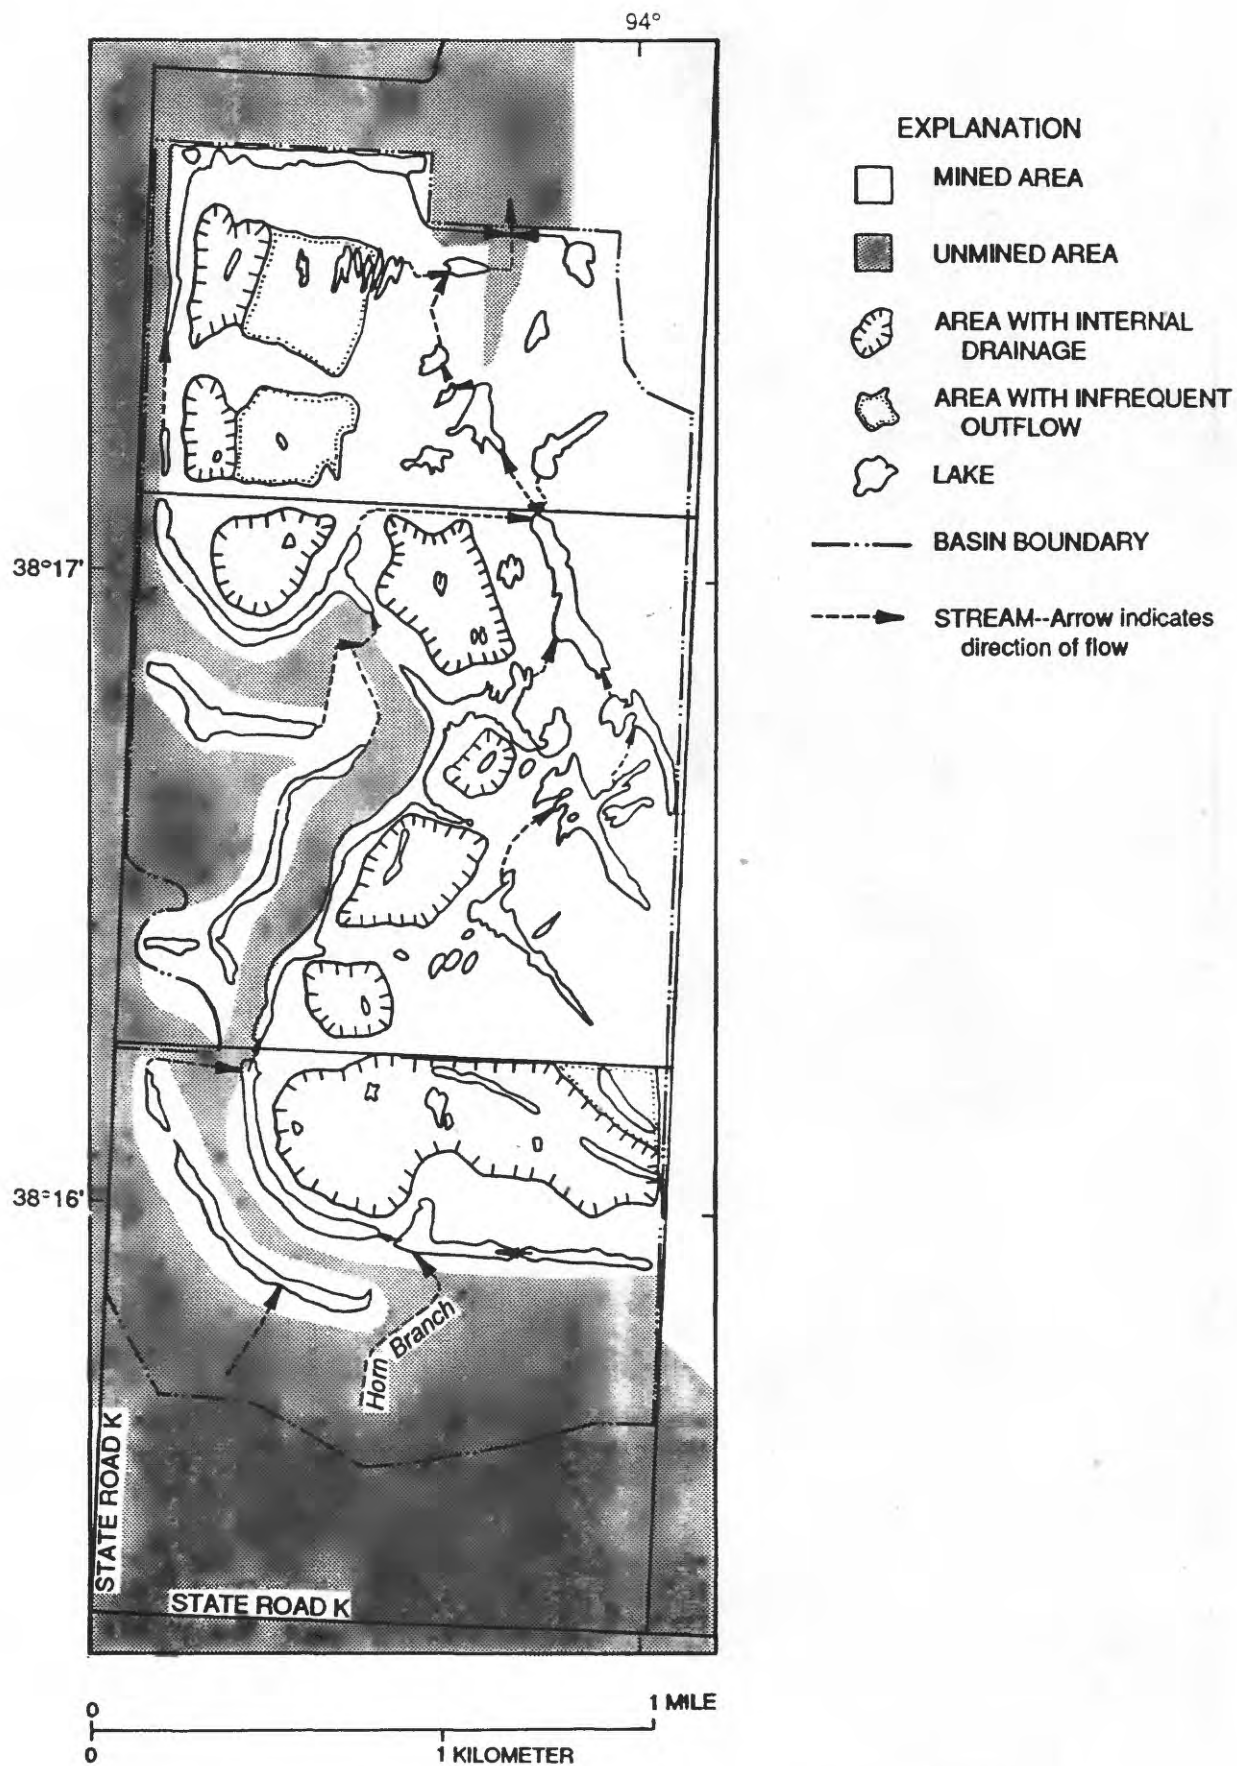 94°
EXPLANATION
MINED AREA
UNMINED AREA
AREA WITH INTERNAL
DRAINAGE
AREA WITH INFREQUENT
OUTFLOW
LAKE
BASIN BOUNDARY
STREAM--Arrow indicates
direction of flow
38°17'
38°16'
Horn Branch
STATE ROAD K
STATE ROAD K
0
1 MILE
0
1 KILOMETER